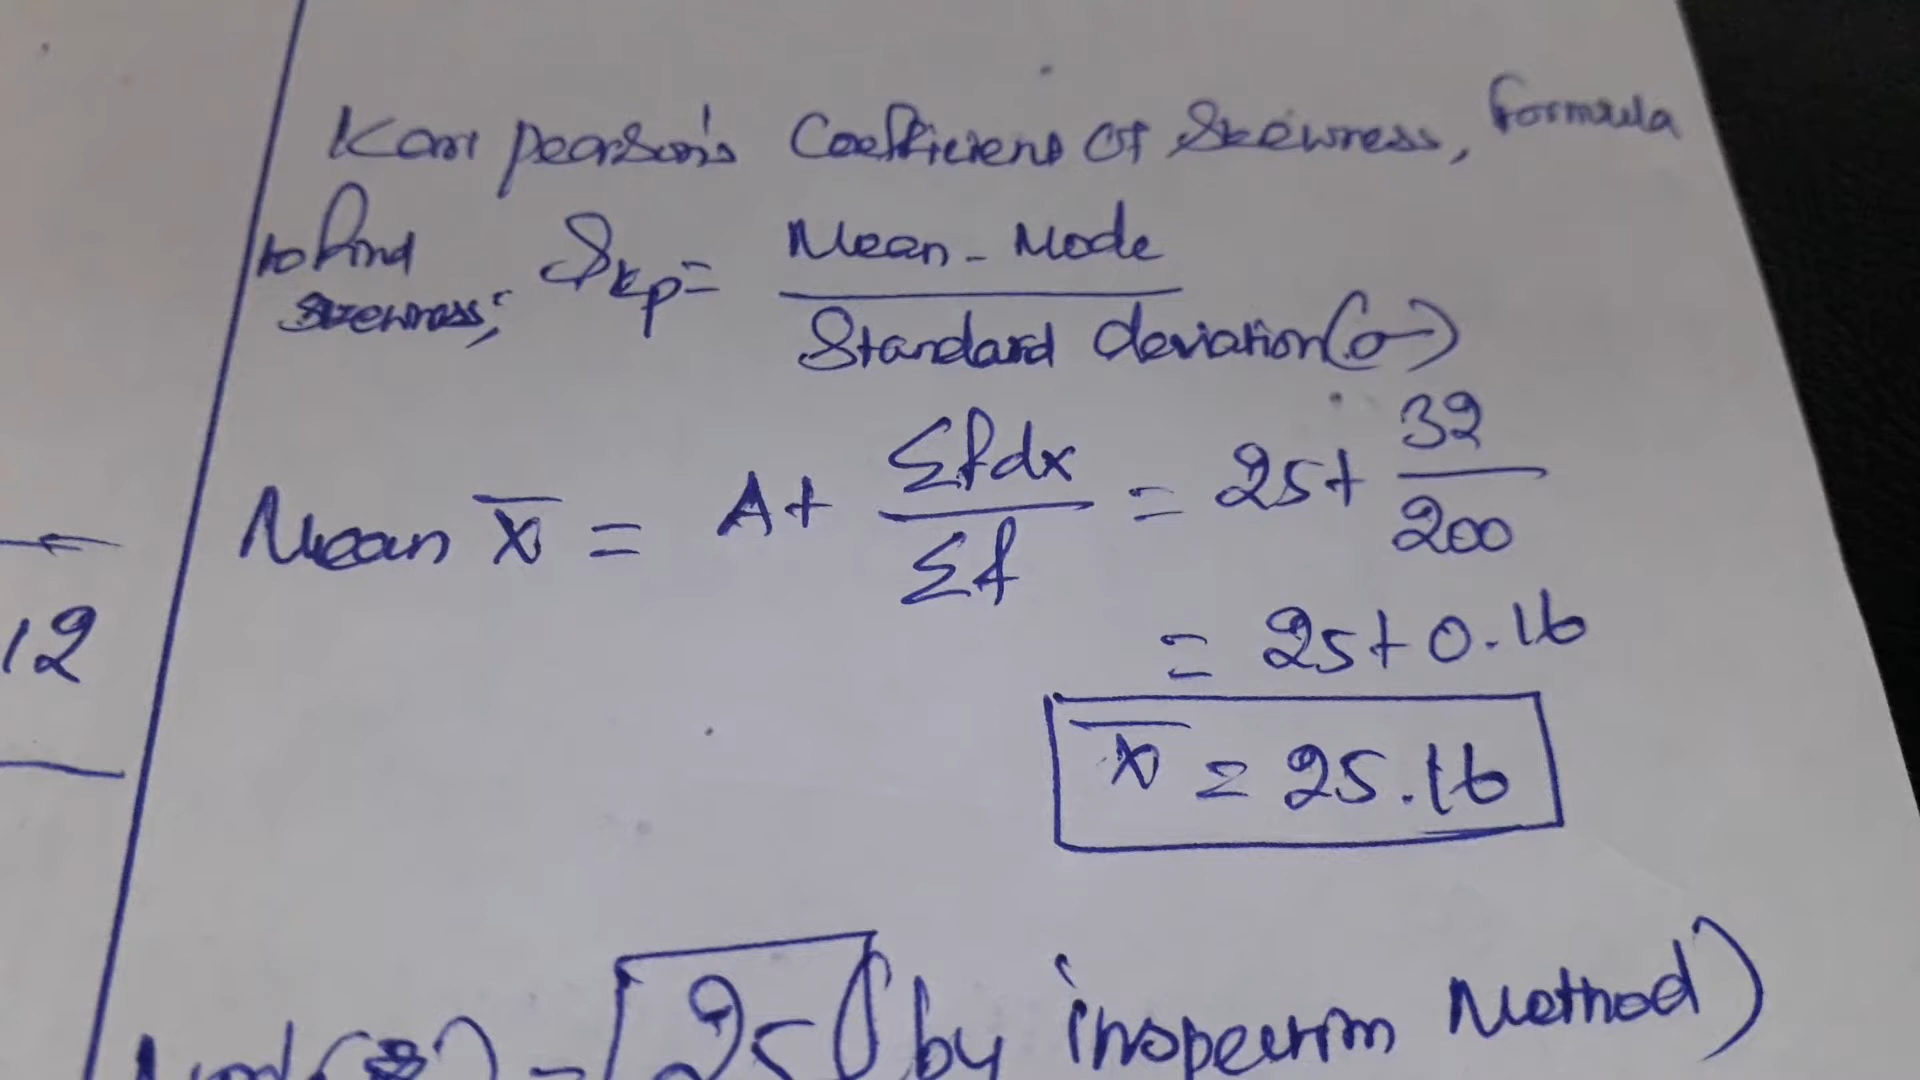 Karl pearson's Coefficient Of Skewness, Formula
to find skewness; Skp = Mean - Mode / Standard deviation (σ)
Mean x̄ = A + Σfdx / Σf = 25 + 32 / 200
= 25 + 0.16
x̄ = 25.16
12
25 (by inspection Method)